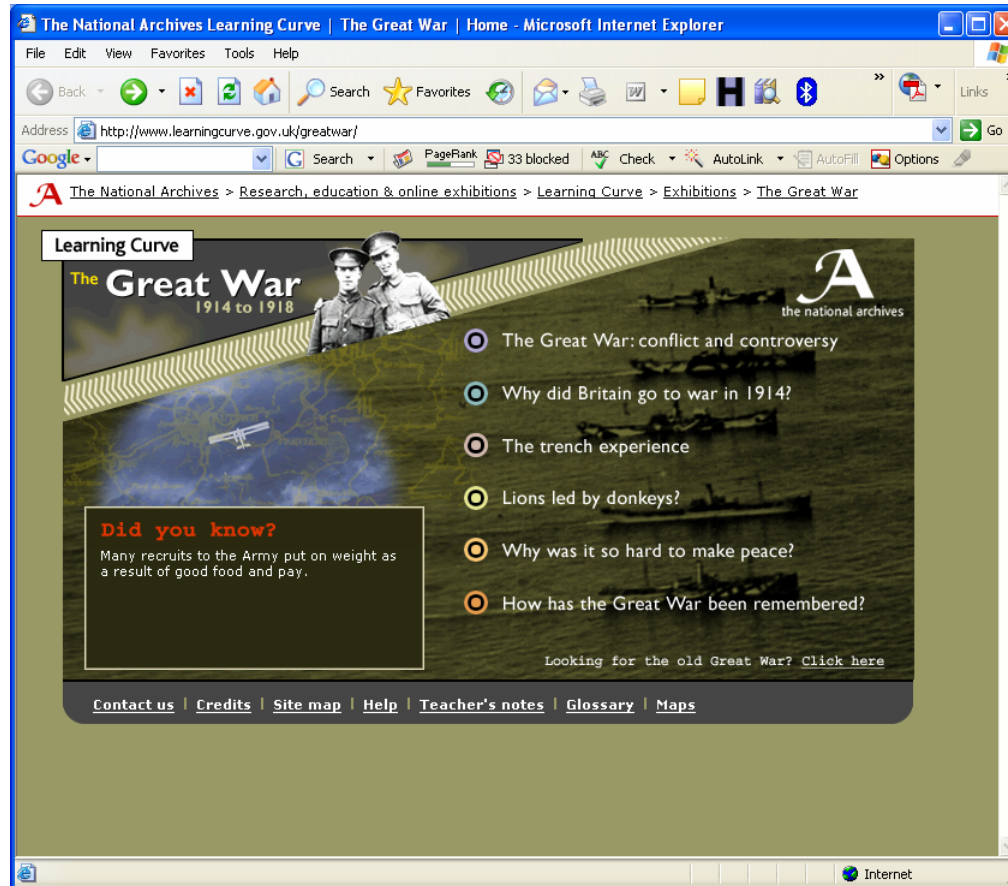 The National Archives Learning Curve | The Great War | Home - Microsoft Internet Explorer
File Edit View Favorites Tools Help
Back Search Favorites W H » Links »
Address http://www.learningcurve.gov.uk/greatwar/ Go
Google Search PageRank 33 blocked ABC Check AutoLink AutoFill Options
A The National Archives > Research, education & online exhibitions > Learning Curve > Exhibitions > The Great War
Learning Curve
The Great War
1914 to 1918
A
the national archives
The Great War: conflict and controversy
Why did Britain go to war in 1914?
The trench experience
Lions led by donkeys?
Why was it so hard to make peace?
How has the Great War been remembered?
Did you know?
Many recruits to the Army put on weight as
a result of good food and pay.
Looking for the old Great War? Click here
Contact us | Credits | Site map | Help | Teacher's notes | Glossary | Maps
Internet